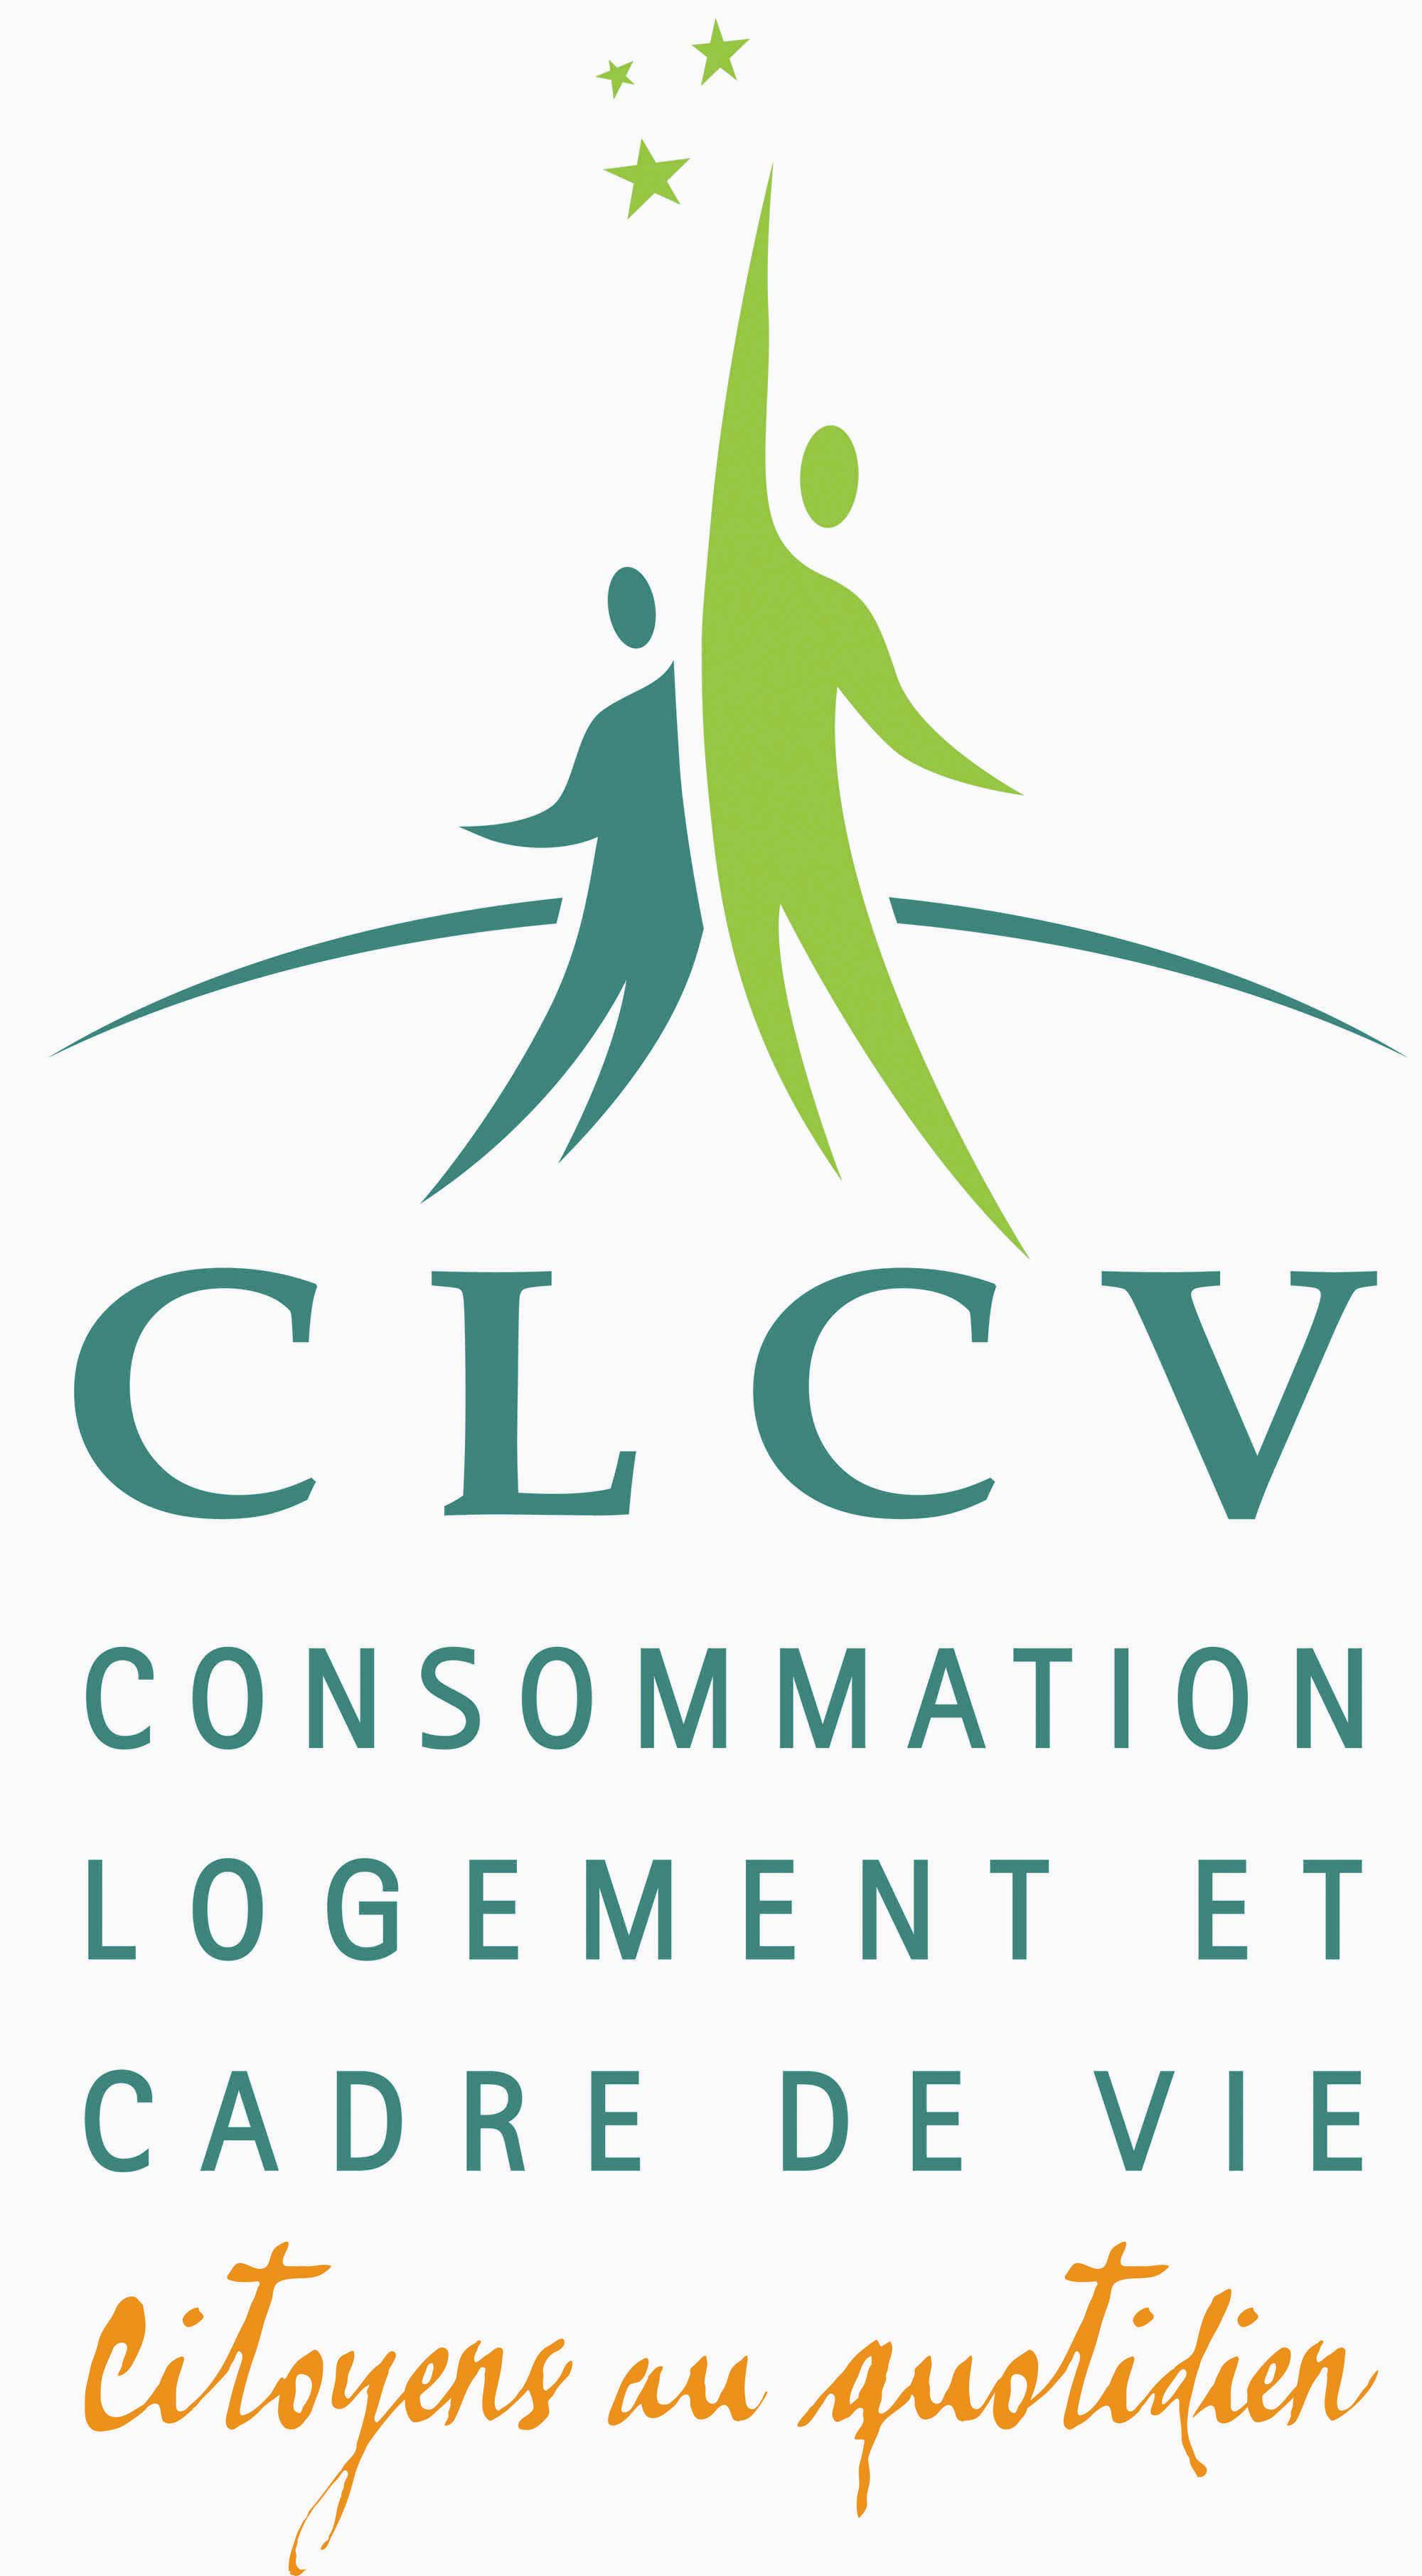 CLCV
CONSOMMATION
LOGEMENT ET
CADRE DE VIE
Citoyens au quotidien